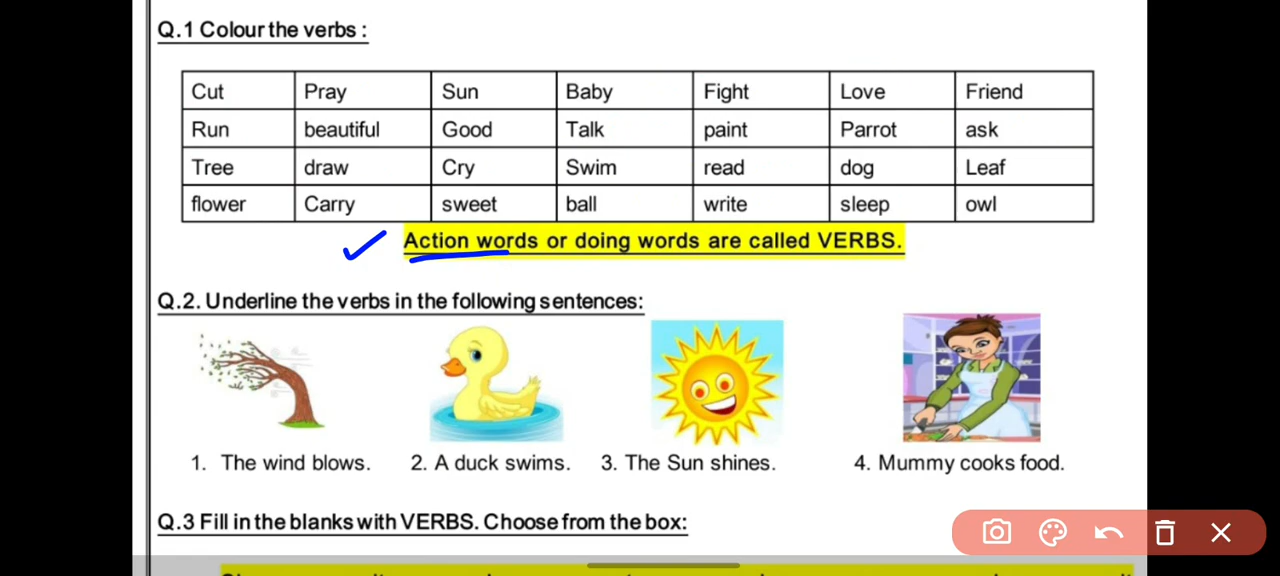 Q.1 Colour the verbs :
Cut Pray Sun Baby Fight Love Friend
Run beautiful Good Talk paint Parrot ask
Tree draw Cry Swim read dog Leaf
flower Carry sweet ball write sleep owl
Action words or doing words are called VERBS.
Q.2. Underline the verbs in the following sentences:
1. The wind blows. 2. A duck swims. 3. The Sun shines. 4. Mummy cooks food.
Q.3 Fill in the blanks with VERBS. Choose from the box: